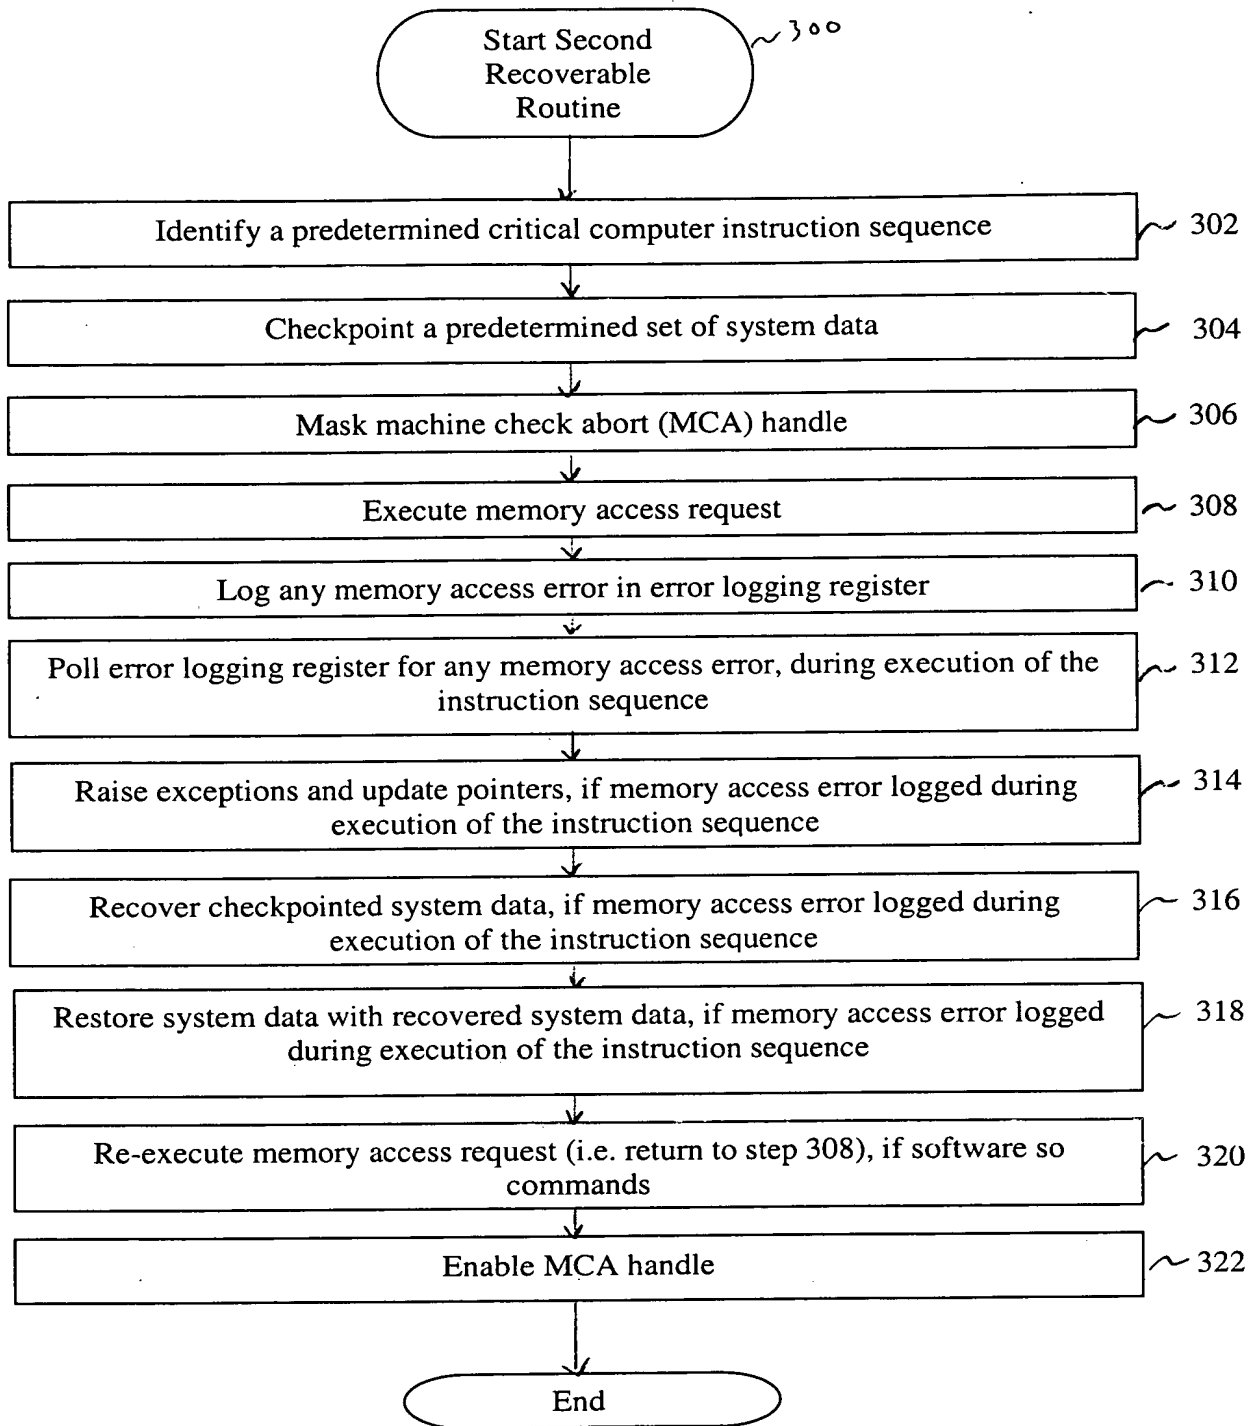 Start Second
Recoverable
Routine
300
Identify a predetermined critical computer instruction sequence
302
Checkpoint a predetermined set of system data
304
Mask machine check abort (MCA) handle
306
Execute memory access request
308
Log any memory access error in error logging register
310
Poll error logging register for any memory access error, during execution of the
instruction sequence
312
Raise exceptions and update pointers, if memory access error logged during
execution of the instruction sequence
314
Recover checkpointed system data, if memory access error logged during
execution of the instruction sequence
316
Restore system data with recovered system data, if memory access error logged
during execution of the instruction sequence
318
Re-execute memory access request (i.e. return to step 308), if software so
commands
320
Enable MCA handle
322
End